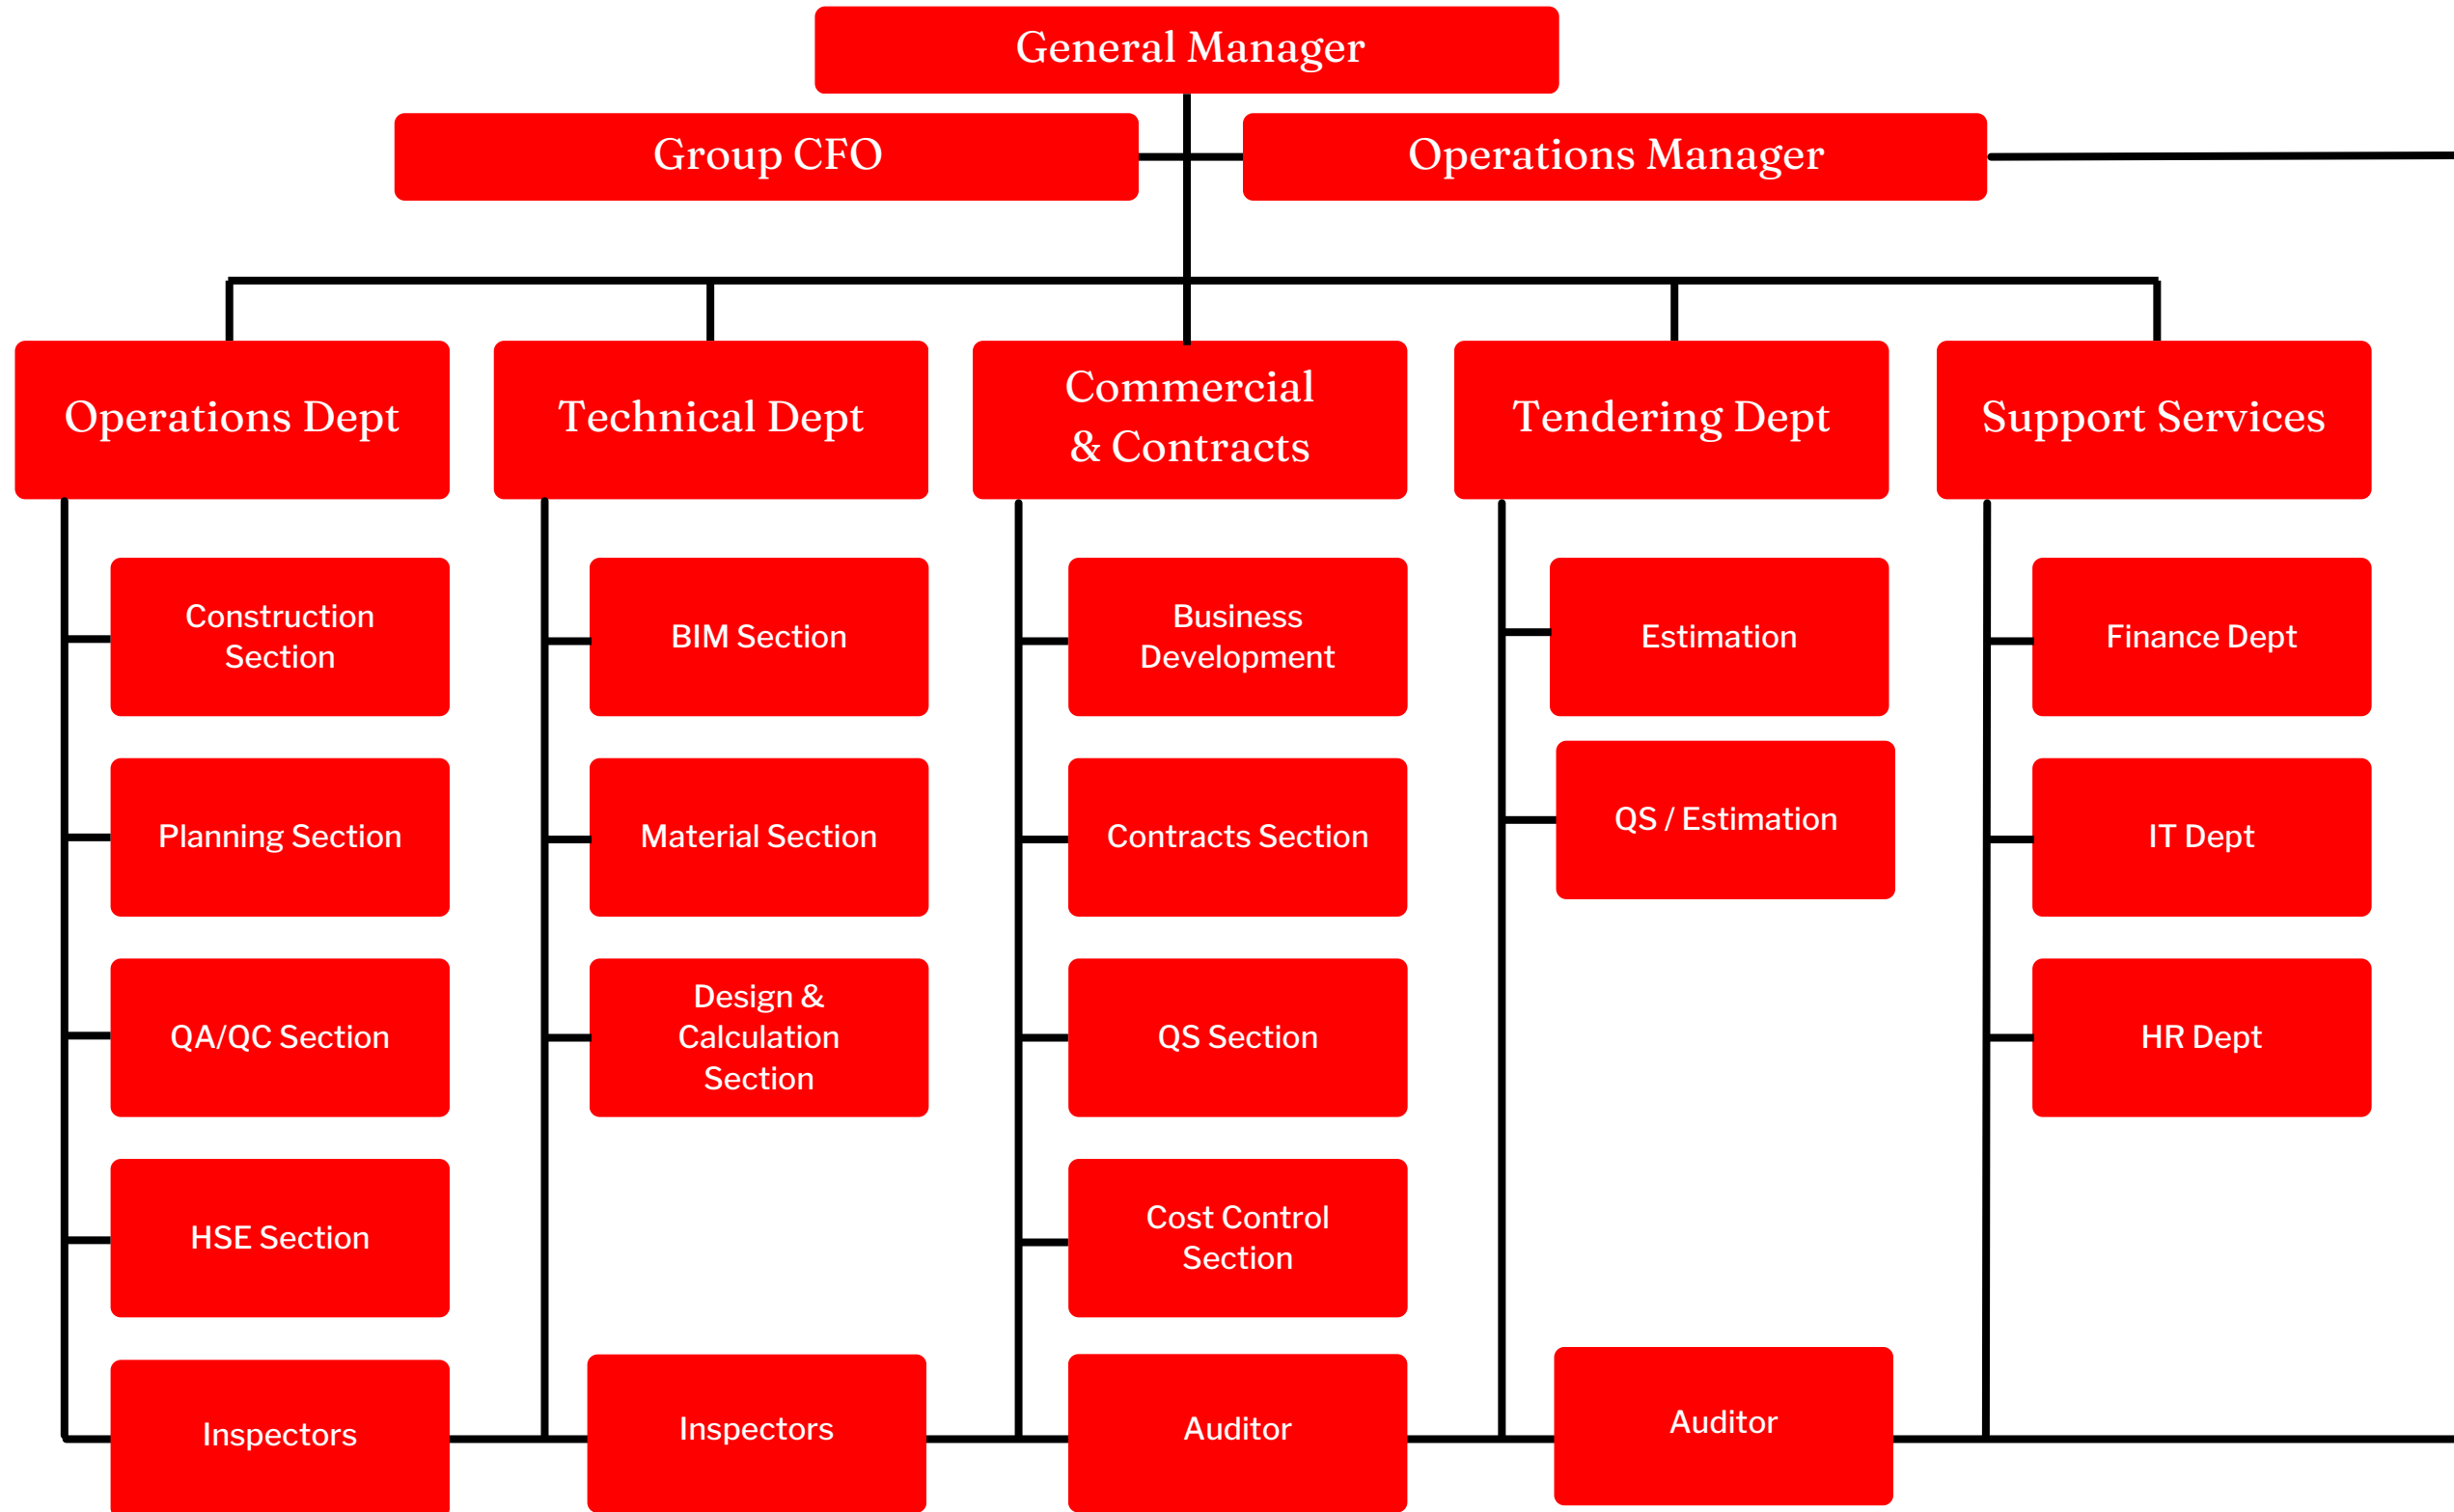 General Manager
Group CFO
Operations Manager
Operations Dept
Technical Dept
Commercial
& Contracts
Tendering Dept
Support Services
Construction
Section
BIM Section
Business
Development
Estimation
Finance Dept
Planning Section
Material Section
Contracts Section
QS / Estimation
IT Dept
QA/QC Section
Design &
Calculation
Section
QS Section
HR Dept
HSE Section
Cost Control
Section
Inspectors
Inspectors
Auditor
Auditor